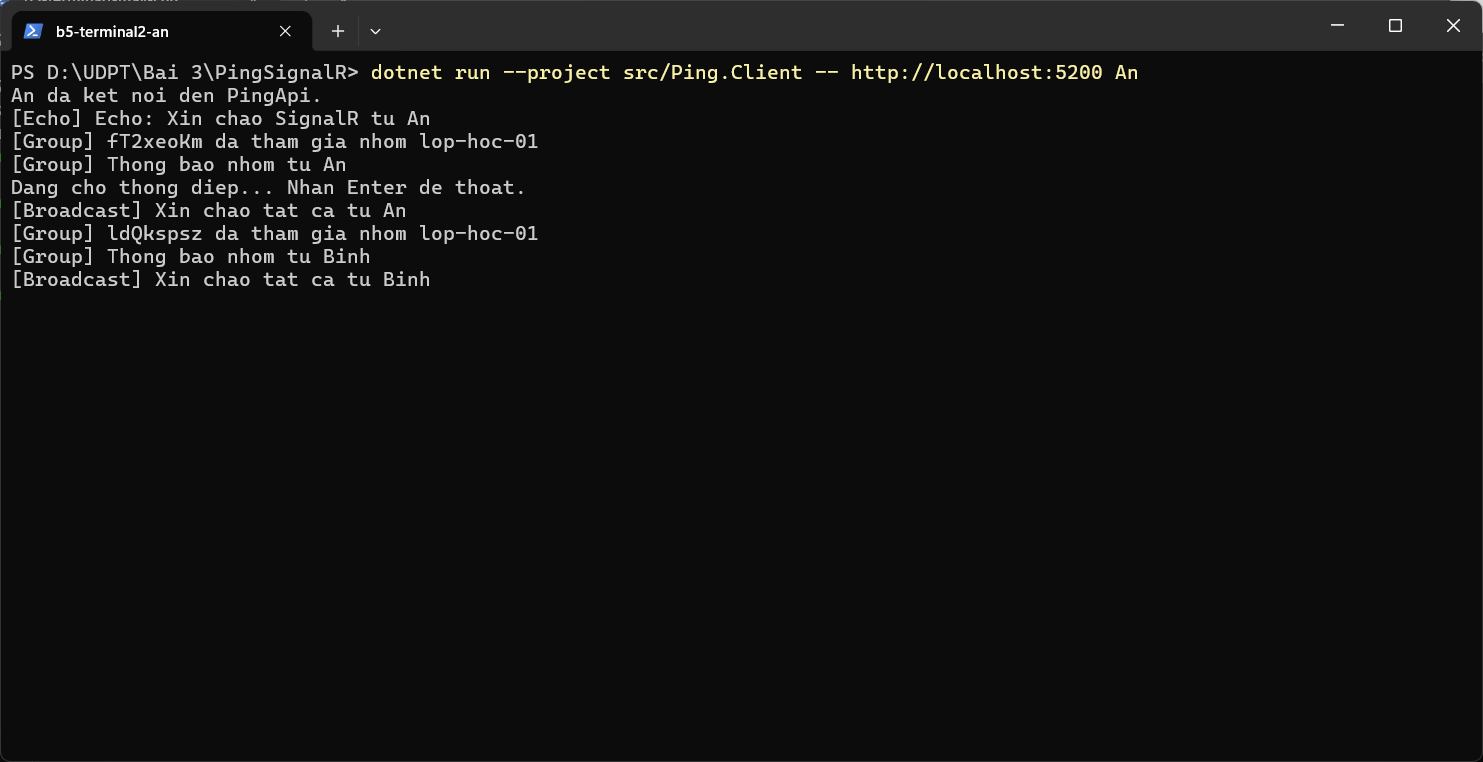 b5-terminal2-an
PS D:\UDPT\Bai 3\PingSignalR> dotnet run --project src/Ping.Client -- http://localhost:5200 An
An da ket noi den PingApi.
[Echo] Echo: Xin chao SignalR tu An
[Group] fT2xeoKm da tham gia nhom lop-hoc-01
[Group] Thong bao nhom tu An
Dang cho thong diep... Nhan Enter de thoat.
[Broadcast] Xin chao tat ca tu An
[Group] ldQkspsz da tham gia nhom lop-hoc-01
[Group] Thong bao nhom tu Binh
[Broadcast] Xin chao tat ca tu Binh